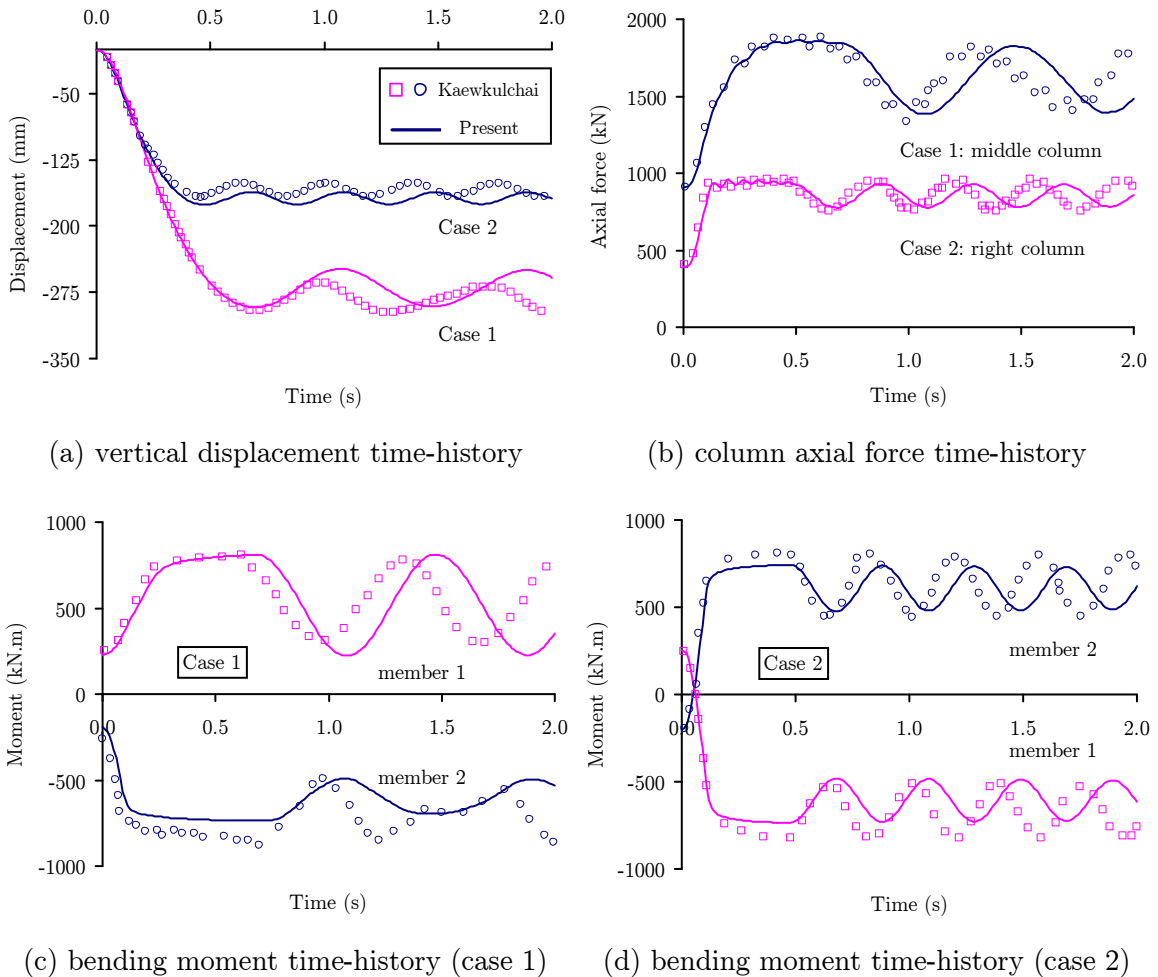 0.0 0.5 1.0 1.5 2.0
-50
-125
-200
-275
-350
Displacement (mm)
Kaewkulchai
Present
Case 2
Case 1
Time (s)
(a) vertical displacement time-history
2000
1500
1000
500
0
Axial force (kN)
Case 1: middle column
Case 2: right column
0.0 0.5 1.0 1.5 2.0
Time (s)
(b) column axial force time-history
1000
500
0
-500
-1000
Moment (kN.m)
Case 1
member 1
0.0 0.5 1.0 1.5 2.0
member 2
Time (s)
(c) bending moment time-history (case 1)
1000
500
0
-500
-1000
Moment (kN.m)
Case 2
member 2
0.0 0.5 1.0 1.5 2.0
member 1
Time (s)
(d) bending moment time-history (case 2)